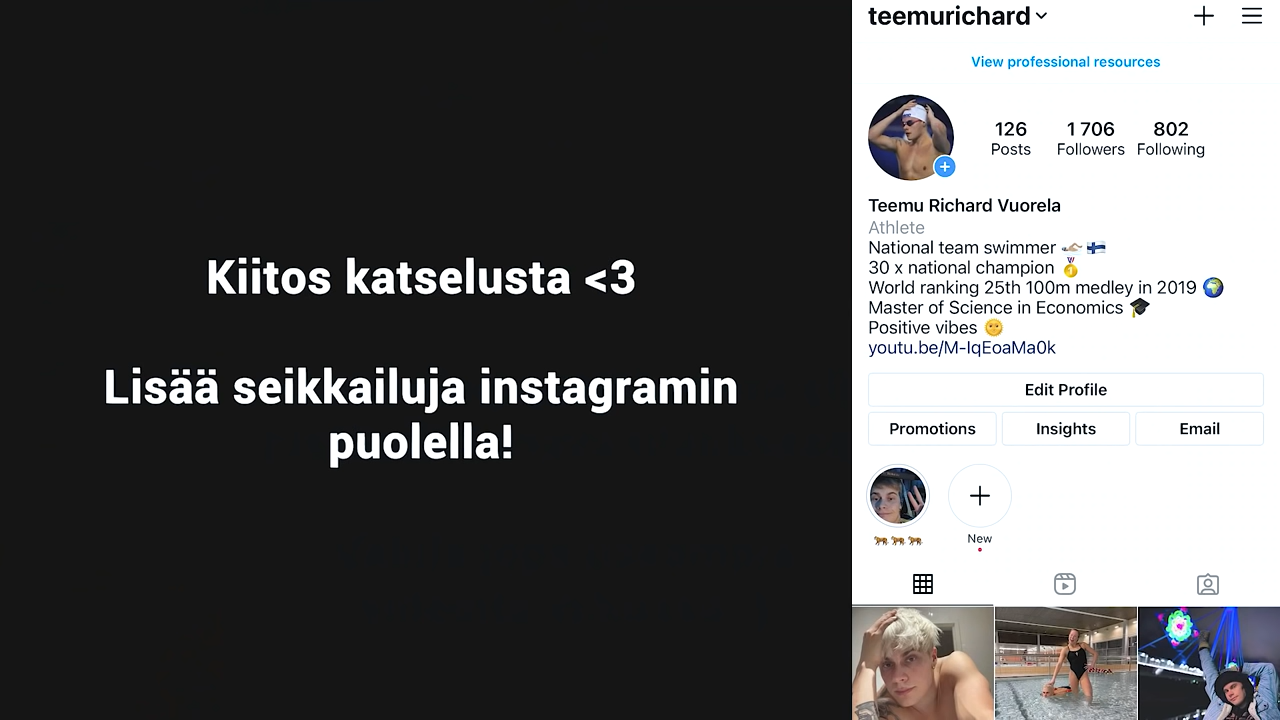 Kiitos katselusta <3
Lisää seikkailuja instagramin
puolella!
teemurichard
View professional resources
126 1 706 802
Posts Followers Following
Teemu Richard Vuorela
Athlete
National team swimmer 🏊🏼🇫🇮
30 x national champion 🏅
World ranking 25th 100m medley in 2019 🌍
Master of Science in Economics 🎓
Positive vibes 🌞
youtu.be/M-IqEoaMa0k
Edit Profile
Promotions Insights Email
🐅🐅🐅 New